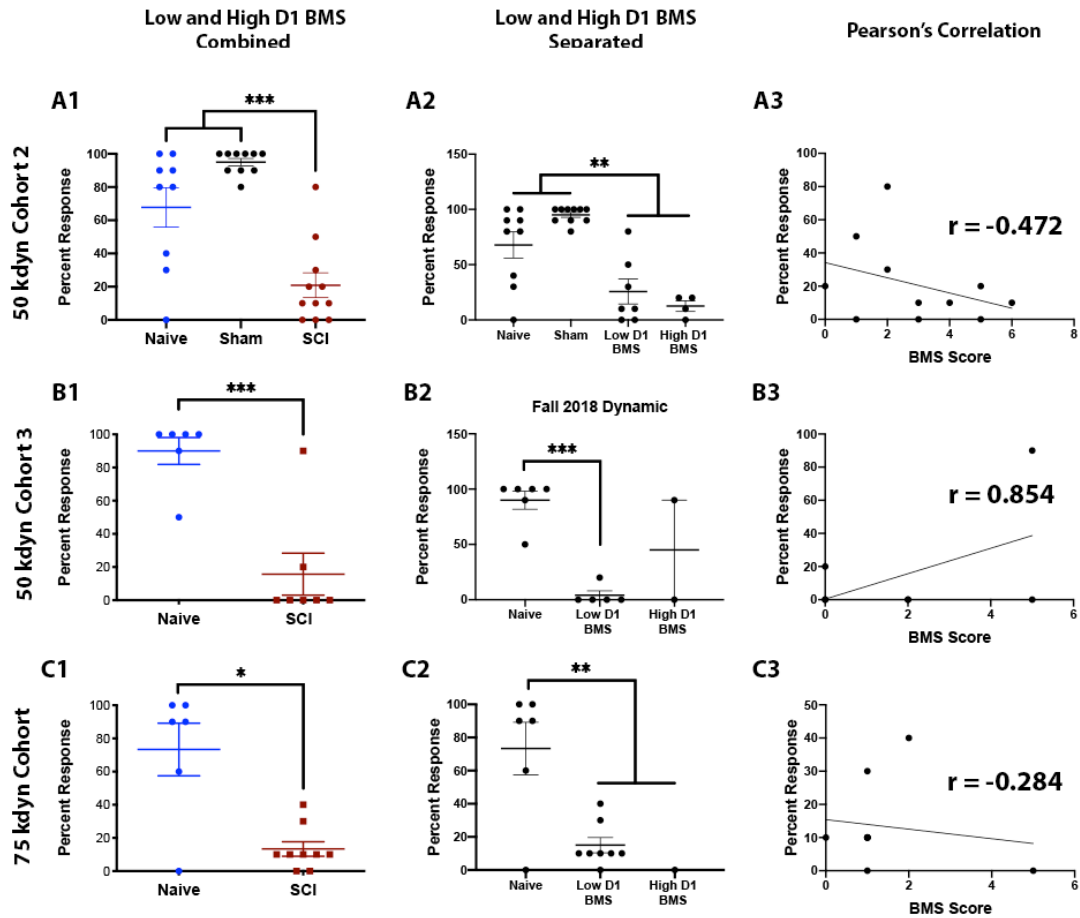 Low and High D1 BMS
Combined
Low and High D1 BMS
Separated
Pearson's Correlation
50 kdyn Cohort 2
A1
***
Percent Response
100
80
60
40
20
0
Naive
Sham
SCI
A2
**
Percent Response
150
100
50
0
Naive
Sham
Low D1
BMS
High D1
BMS
A3
Percent Response
100
80
60
40
20
0
r = -0.472
0
2
4
6
8
BMS Score
50 kdyn Cohort 3
B1
***
Percent Response
100
80
60
40
20
0
Naive
SCI
B2
Fall 2018 Dynamic
***
Percent Response
150
100
50
0
Naive
Low D1
BMS
High D1
BMS
B3
Percent Response
100
80
60
40
20
0
r = 0.854
0
2
4
6
BMS Score
75 kdyn Cohort
C1
*
Percent Response
100
80
60
40
20
0
Naive
SCI
C2
**
Percent Response
100
80
60
40
20
0
Naive
Low D1
BMS
High D1
BMS
C3
Percent Response
50
40
30
20
10
0
r = -0.284
0
2
4
6
BMS Score